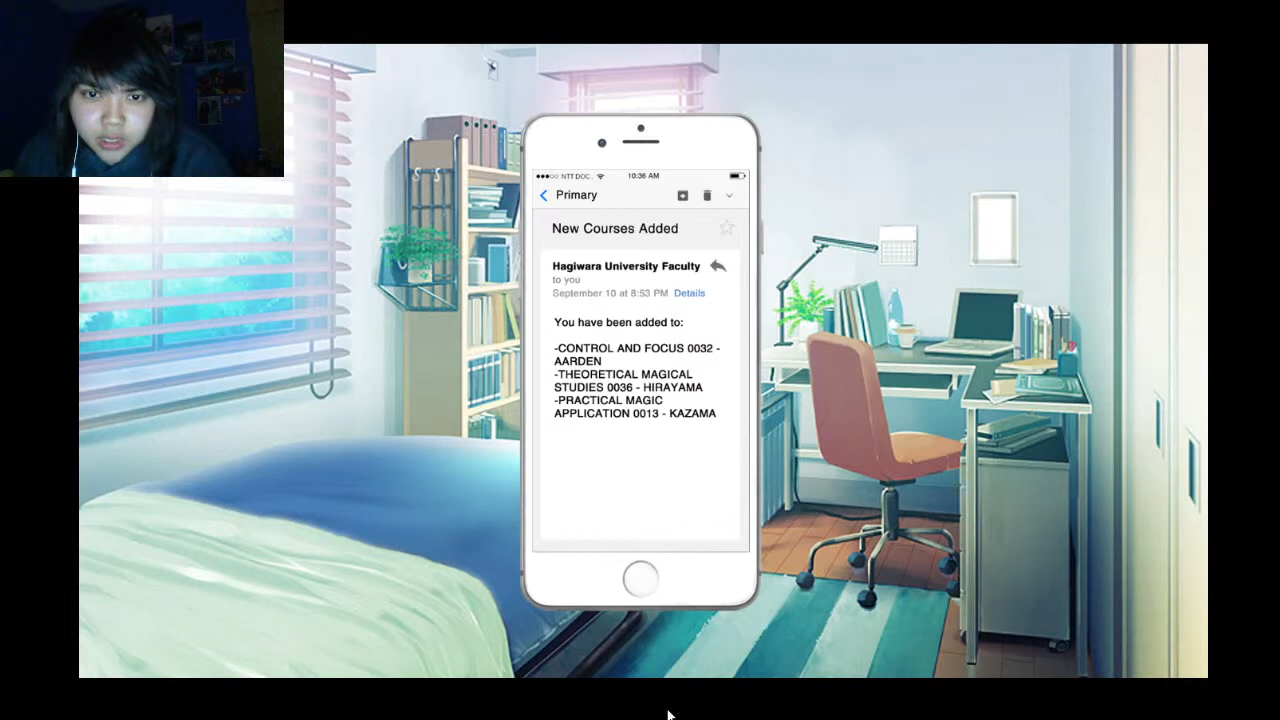 NTT DOC.. 10:36 AM
Primary
New Courses Added
Hagiwara University Faculty
to you
September 10 at 8:53 PM Details
You have been added to:
-CONTROL AND FOCUS 0032 -
AARDEN
-THEORETICAL MAGICAL
STUDIES 0036 - HIRAYAMA
-PRACTICAL MAGIC
APPLICATION 0013 - KAZAMA